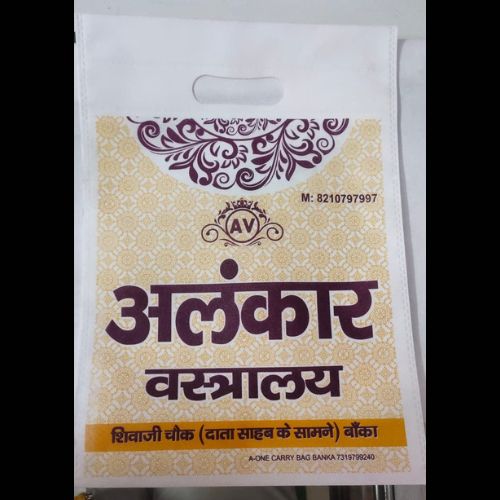 M: 8210797997
AV
अलंकार
वस्त्रालय
शिवाजी चौक (दाता साहब के सामने) बाँका
A-ONE CARRY BAG BANKA 7319799240